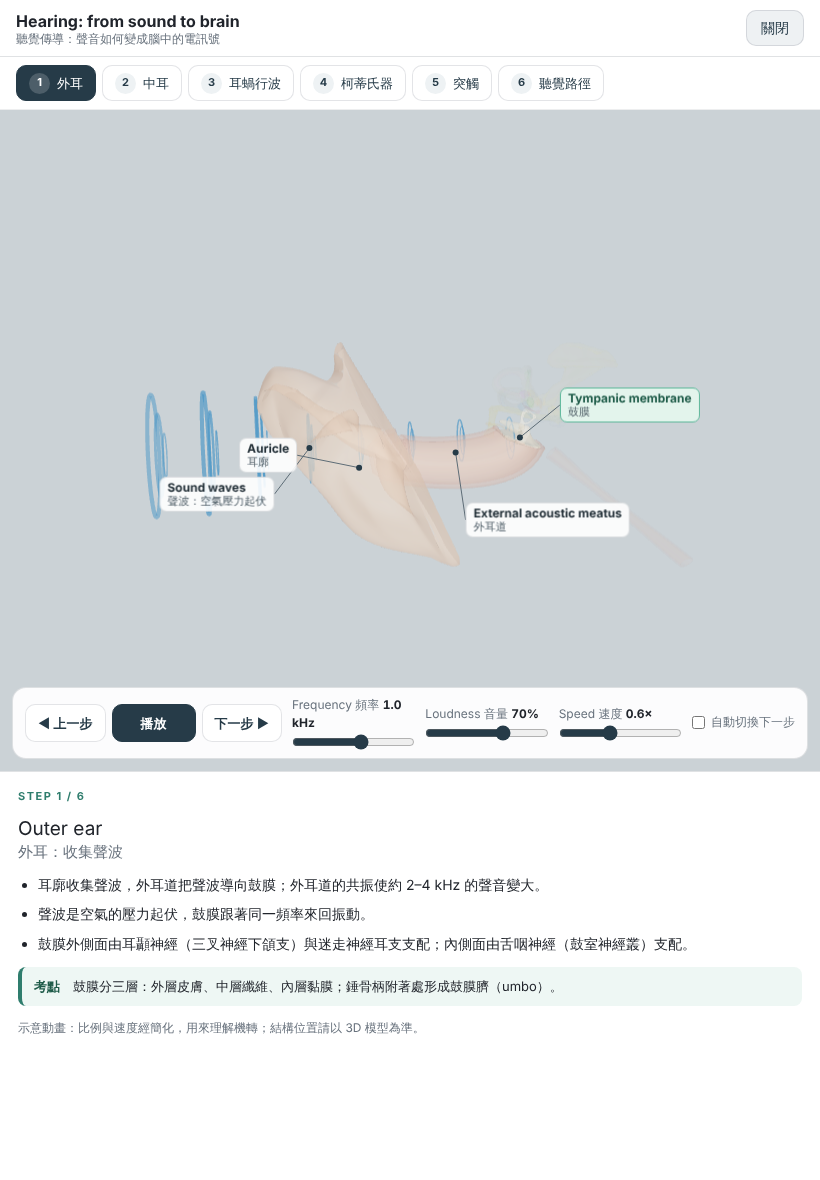 Hearing: from sound to brain
聽覺傳導：聲音如何變成腦中的電訊號
關閉
1 外耳
2 中耳
3 耳蝸行波
4 柯蒂氏器
5 突觸
6 聽覺路徑
Tympanic membrane
鼓膜
Auricle
耳廓
Sound waves
聲波：空氣壓力起伏
External acoustic meatus
外耳道
◀ 上一步
播放
下一步 ▶
Frequency 頻率 1.0
kHz
Loudness 音量 70%
Speed 速度 0.6×
自動切換下一步
STEP 1 / 6
Outer ear
外耳：收集聲波
耳廓收集聲波，外耳道把聲波導向鼓膜；外耳道的共振使約 2–4 kHz 的聲音變大。
聲波是空氣的壓力起伏，鼓膜跟著同一頻率來回振動。
鼓膜外側面由耳顳神經（三叉神經下頜支）與迷走神經耳支支配；內側面由舌咽神經（鼓室神經叢）支配。
考點 鼓膜分三層：外層皮膚、中層纖維、內層黏膜；錘骨柄附著處形成鼓膜臍（umbo）。
示意動畫：比例與速度經簡化，用來理解機轉；結構位置請以 3D 模型為準。